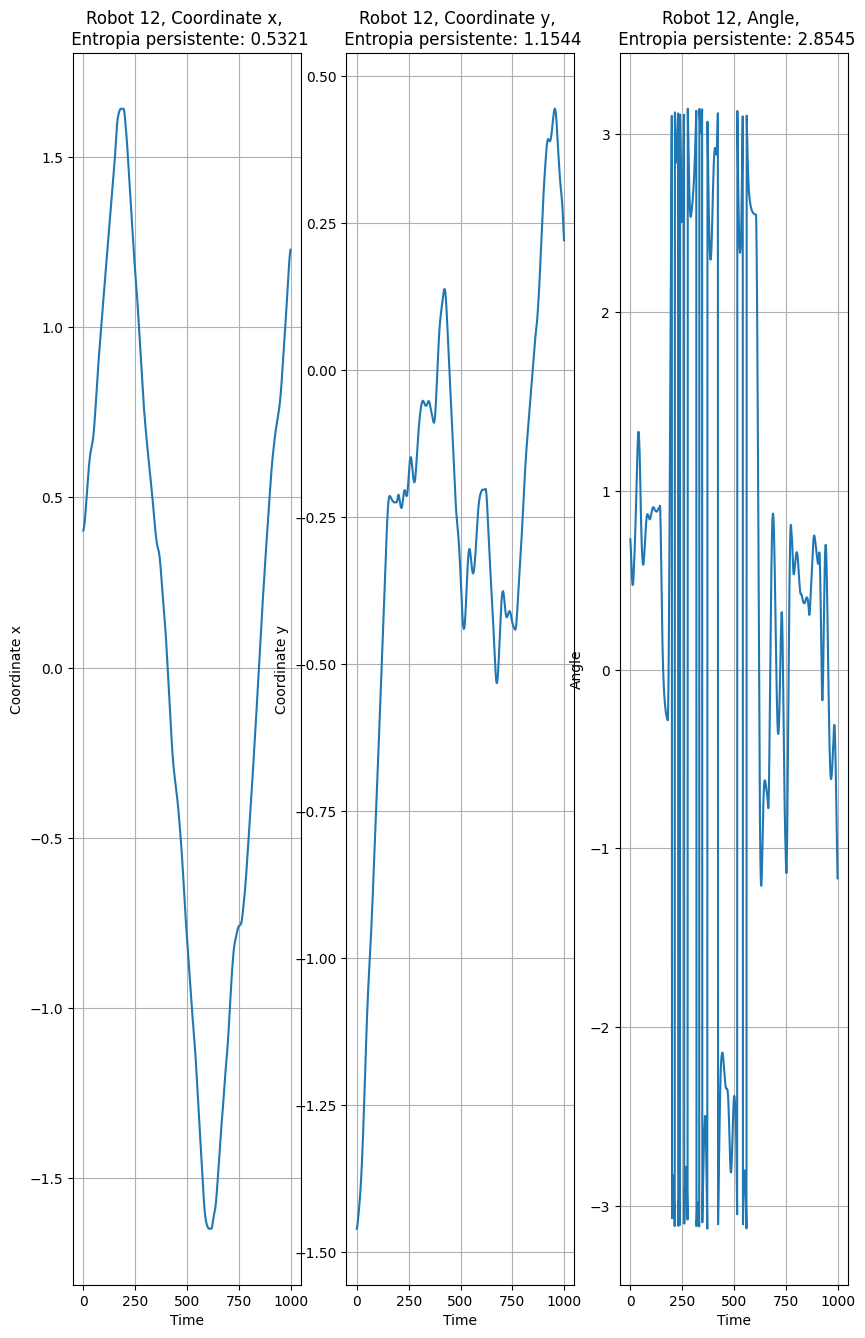 Robot 12, Coordinate x,
Entropia persistente: 0.5321
1.5
1.0
0.5
0.0
−0.5
−1.0
−1.5
Coordinate x
0 250 500 750 1000
Time
Robot 12, Coordinate y,
Entropia persistente: 1.1544
0.50
0.25
0.00
−0.25
−0.50
−0.75
−1.00
−1.25
−1.50
Coordinate y
0 250 500 750 1000
Time
Robot 12, Angle,
Entropia persistente: 2.8545
3
2
1
0
−1
−2
−3
Angle
0 250 500 750 1000
Time